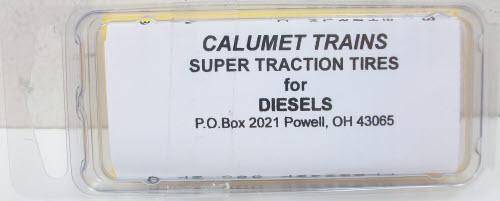 CALUMET TRAINS
SUPER TRACTION TIRES
for
DIESELS
P.O.Box 2021 Powell, OH 43065